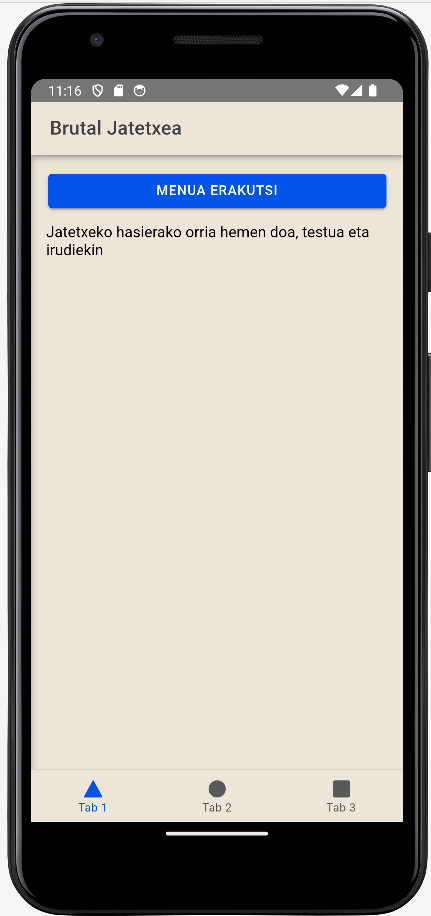 11:16
Brutal Jatetxea
MENUA ERAKUTSI
Jatetxeko hasierako orria hemen doa, testua eta
irudiekin
Tab 1
Tab 2
Tab 3